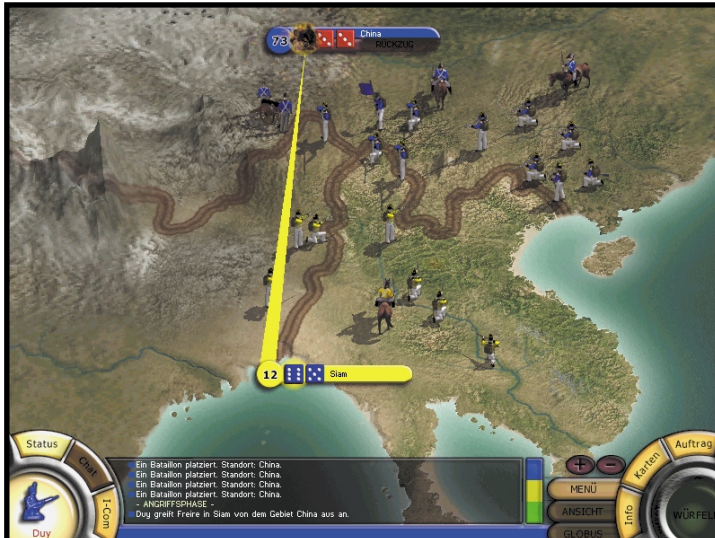 73
China
RÜCKZUG
12
Siam
Status
Chat
I-Com
Duy
Ein Bataillon platziert. Standort: China.
Ein Bataillon platziert. Standort: China.
Ein Bataillon platziert. Standort: China.
Ein Bataillon platziert. Standort: China.
- ANGRIFFSPHASE -
Duy greift Freire in Siam von dem Gebiet China aus an.
MENÜ
ANSICHT
GLOBUS
Auftrag
Karten
Info